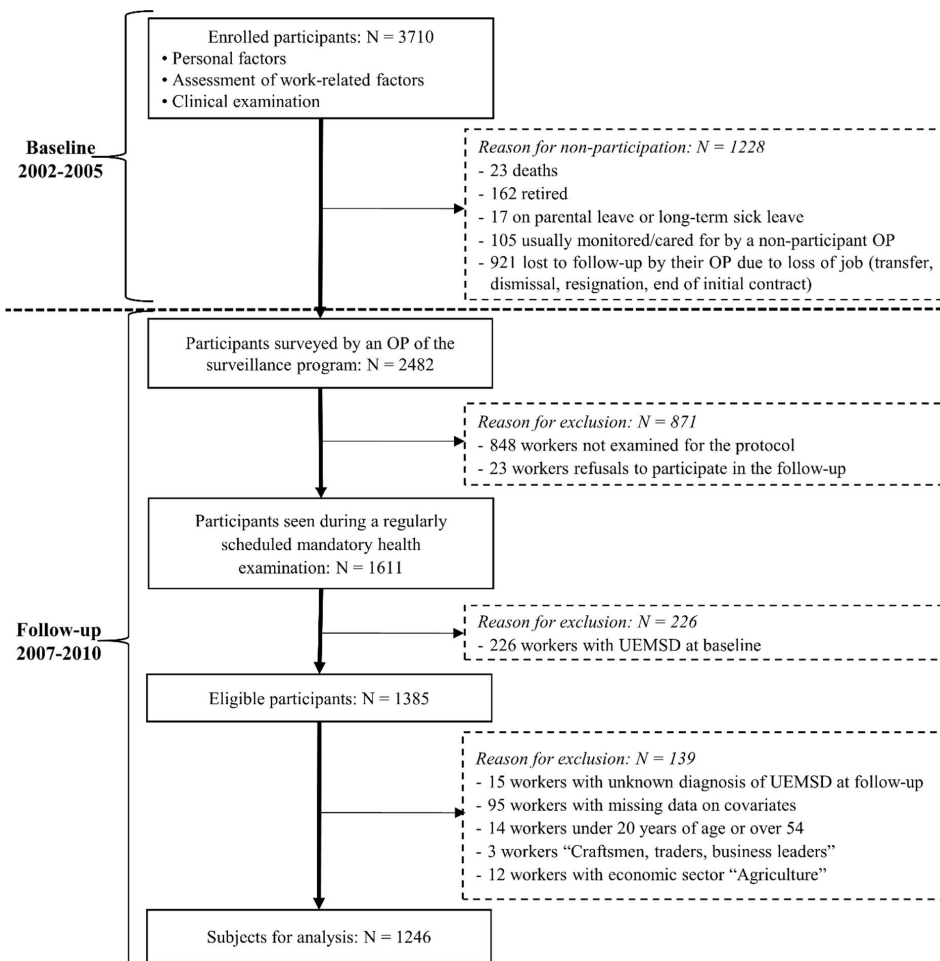 Enrolled participants: N = 3710
• Personal factors
• Assessment of work-related factors
• Clinical examination
Baseline
2002-2005
Reason for non-participation: N = 1228
- 23 deaths
- 162 retired
- 17 on parental leave or long-term sick leave
- 105 usually monitored/cared for by a non-participant OP
- 921 lost to follow-up by their OP due to loss of job (transfer,
dismissal, resignation, end of initial contract)
Participants surveyed by an OP of the
surveillance program: N = 2482
Reason for exclusion: N = 871
- 848 workers not examined for the protocol
- 23 workers refusals to participate in the follow-up
Participants seen during a regularly
scheduled mandatory health
examination: N = 1611
Follow-up
2007-2010
Reason for exclusion: N = 226
- 226 workers with UEMSD at baseline
Eligible participants: N = 1385
Reason for exclusion: N = 139
- 15 workers with unknown diagnosis of UEMSD at follow-up
- 95 workers with missing data on covariates
- 14 workers under 20 years of age or over 54
- 3 workers “Craftsmen, traders, business leaders”
- 12 workers with economic sector “Agriculture”
Subjects for analysis: N = 1246